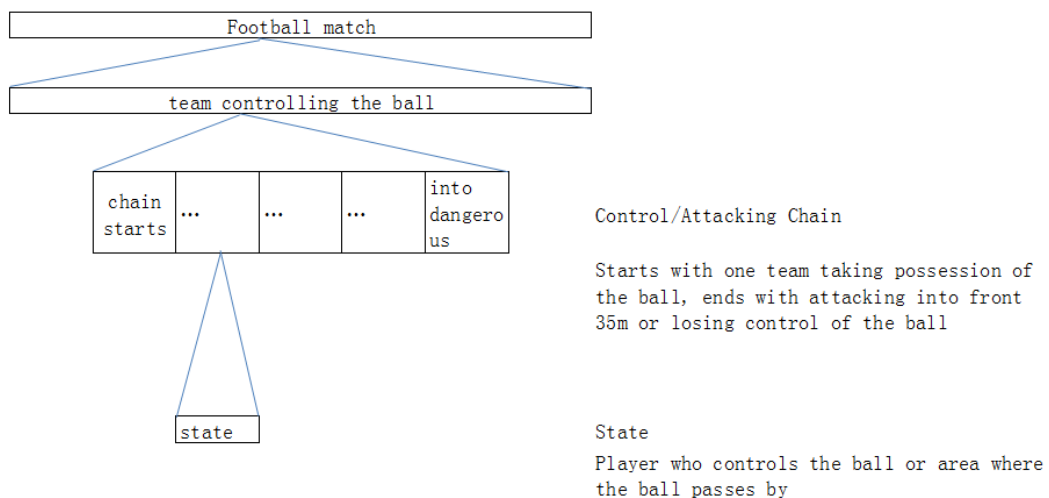 Football match
team controlling the ball
chain
starts
...
...
...
into
dangero
us
Control/Attacking Chain
Starts with one team taking possession of
the ball, ends with attacking into front
35m or losing control of the ball
state
State
Player who controls the ball or area where
the ball passes by